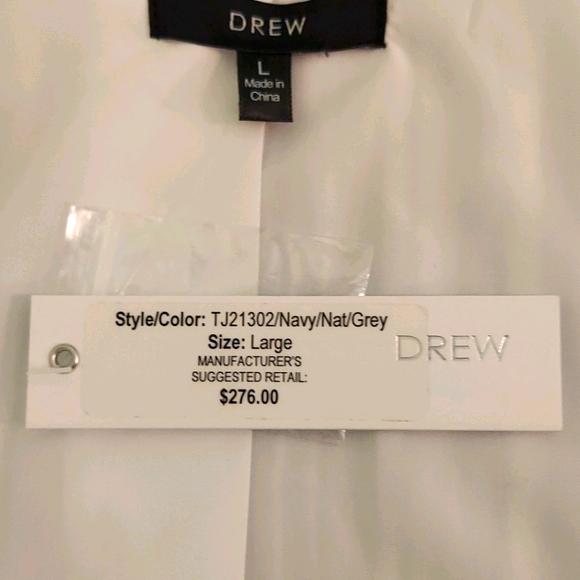 DREW
L
Made in
China
Style/Color: TJ21302/Navy/Nat/Grey
Size: Large
MANUFACTURER'S
SUGGESTED RETAIL:
$276.00
DREW